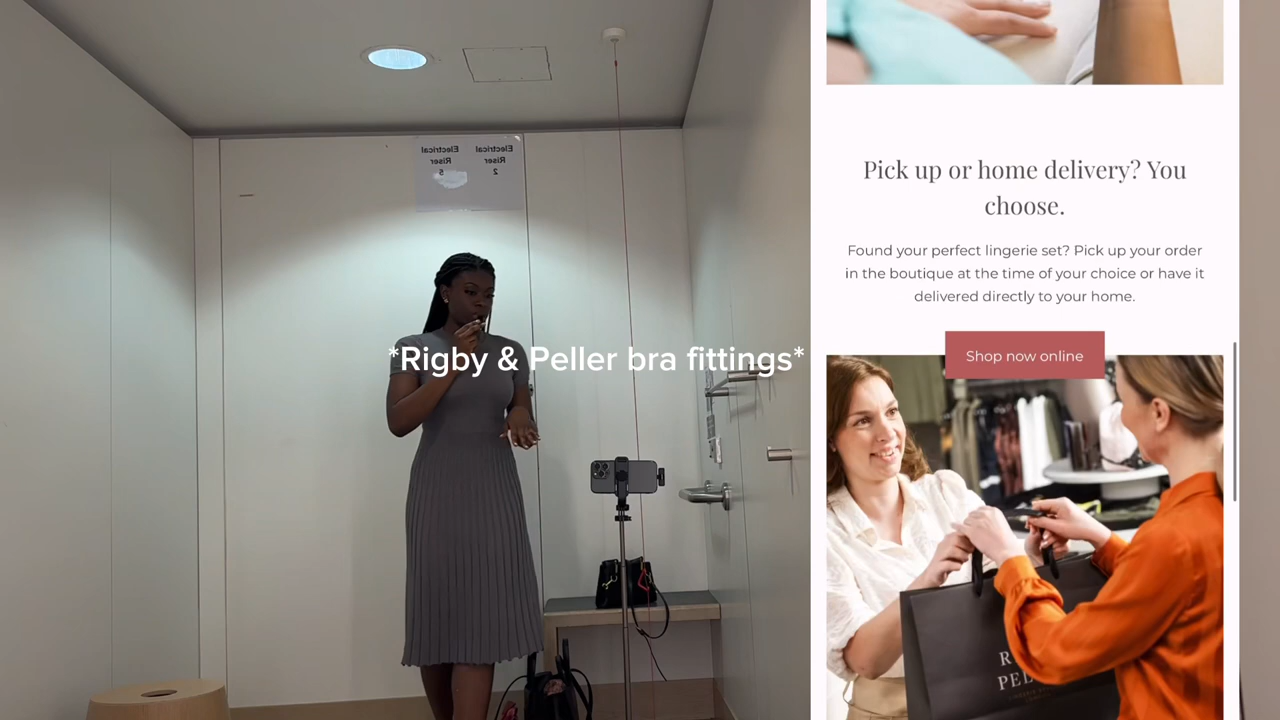 Electrical Electrical
Riser Riser
5 2
*Rigby & Peller bra fittings*
Pick up or home delivery? You
choose.
Found your perfect lingerie set? Pick up your order
in the boutique at the time of your choice or have it
delivered directly to your home.
Shop now online